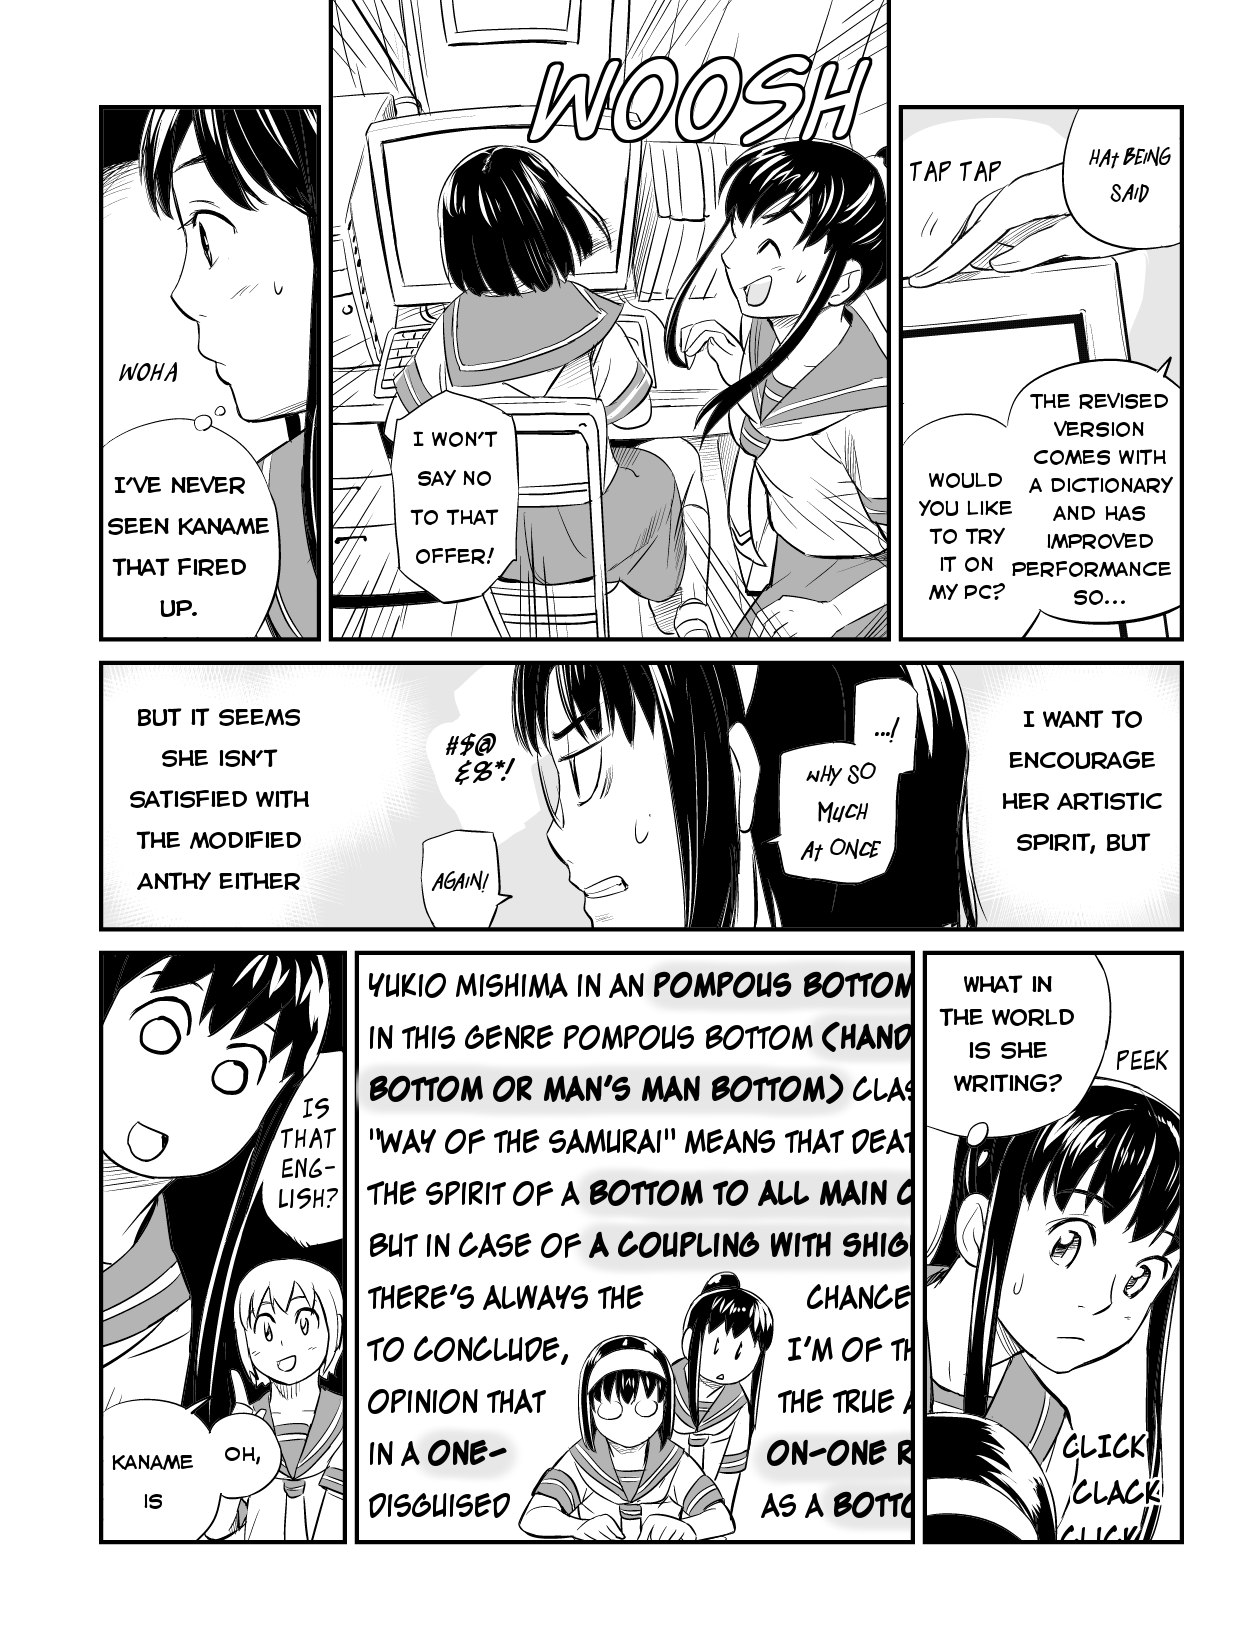 HAt BEING
SAID
TAP TAP
THE REVISED
VERSION
COMES WITH
A DICTIONARY
AND HAS
IMPROVED
PERFORMANCE
SO...
WOULD
YOU LIKE
TO TRY
IT ON
MY PC?
WOOSH
I WON'T
SAY NO
TO THAT
OFFER!
WOHA
I'VE NEVER
SEEN KANAME
THAT FIRED
UP.
I WANT TO
ENCOURAGE
HER ARTISTIC
SPIRIT, BUT
...!
WHY SO
MUCH
At ONCE
#$@
&%*!
AGAIN!
BUT IT SEEMS
SHE ISN'T
SATISFIED WITH
THE MODIFIED
ANTHY EITHER
WHAT IN
THE WORLD
IS SHE
WRITING?
PEEK
CLICK
CLACK
CLICK
YUKIO MISHIMA IN AN POMPOUS BOTTOM
IN THIS GENRE POMPOUS BOTTOM (HAND
BOTTOM OR MAN'S MAN BOTTOM) CLAS
"WAY OF THE SAMURAI" MEANS THAT DEAT
THE SPIRIT OF A BOTTOM TO ALL MAIN C
BUT IN CASE OF A COUPLING WITH SHIG
THERE'S ALWAYS THE CHANCE
TO CONCLUDE, I'M OF TH
OPINION THAT THE TRUE A
IN A ONE- ON-ONE R
DISGUISED AS A BOTTO
IS
THAT
ENG-
LISH?
OH,
KANAME
IS